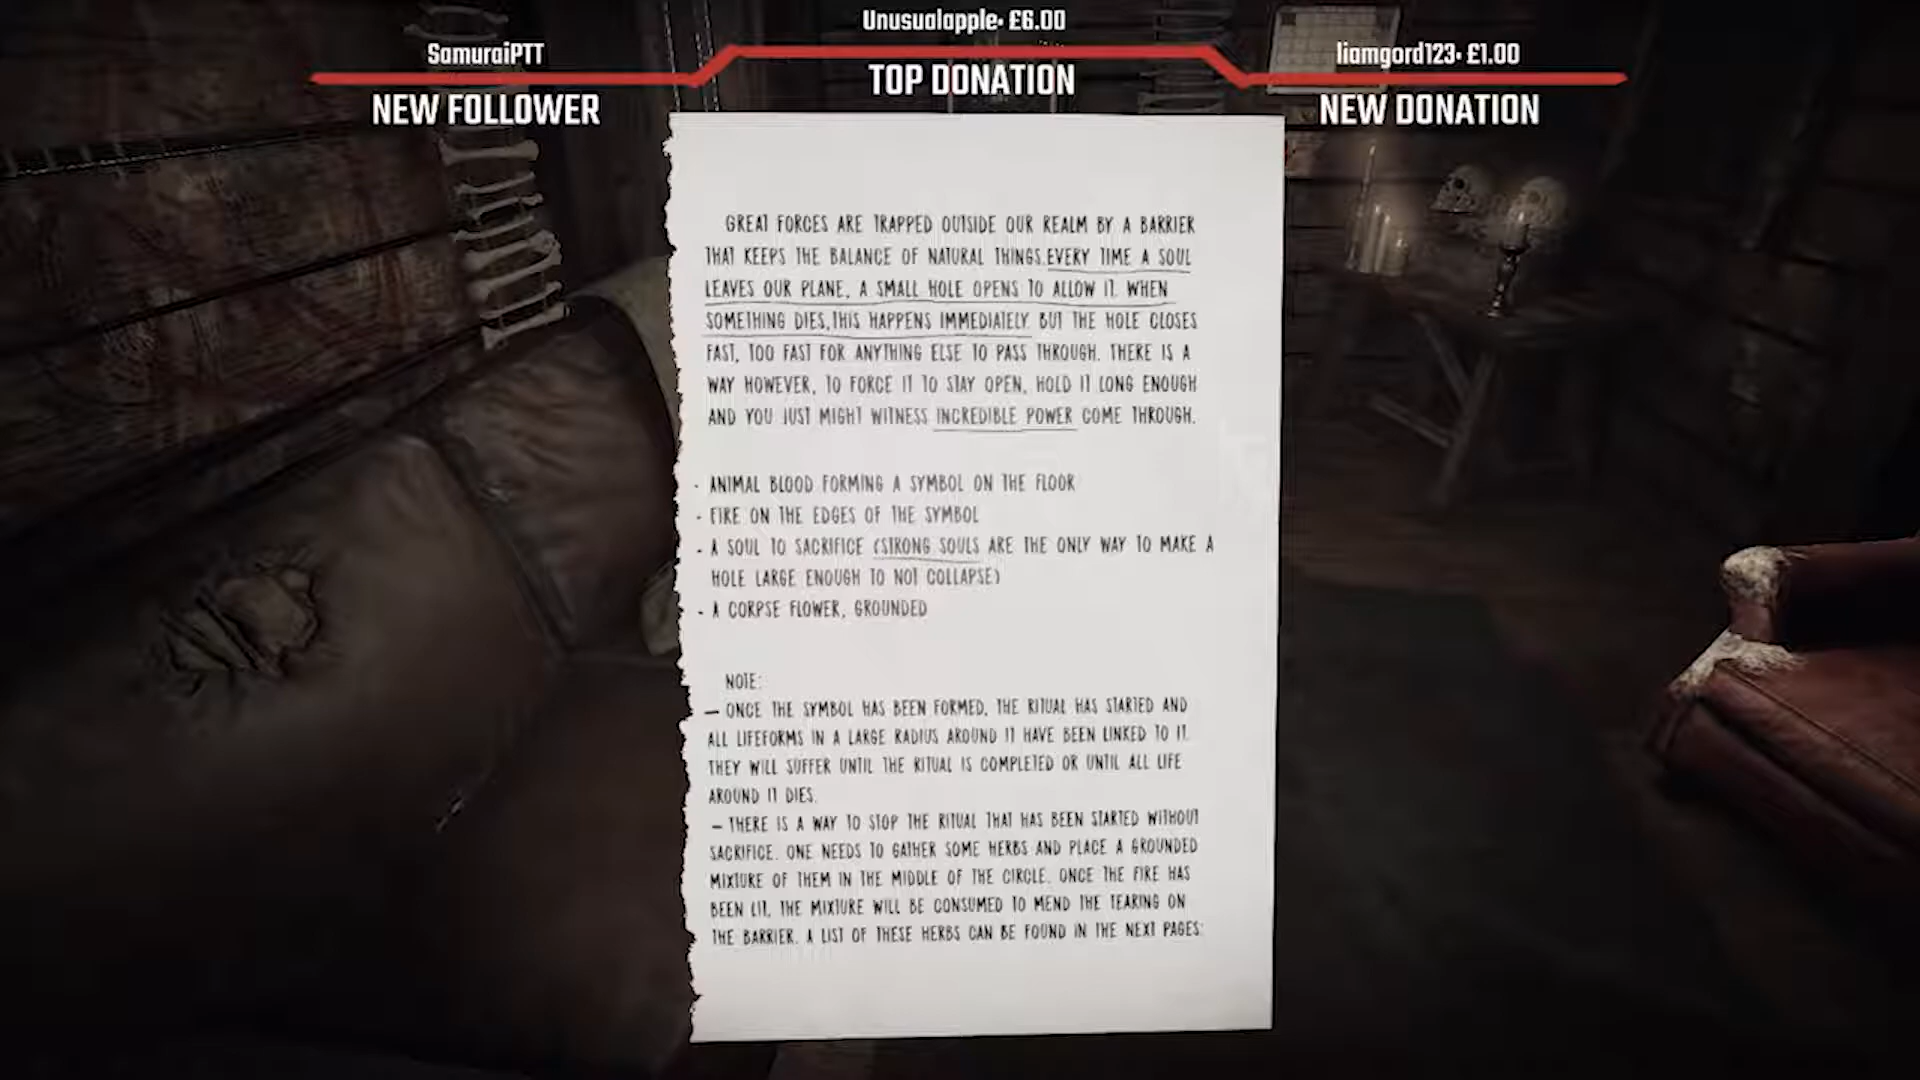 Unusualapple• £6.00
SamuraiPTT
liamgord123• £1.00
TOP DONATION
NEW FOLLOWER
NEW DONATION
GREAT FORCES ARE TRAPPED OUTSIDE OUR REALM BY A BARRIER
THAT KEEPS THE BALANCE OF NATURAL THINGS.EVERY TIME A SOUL
LEAVES OUR PLANE, A SMALL HOLE OPENS TO ALLOW IT. WHEN
SOMETHING DIES,THIS HAPPENS IMMEDIATELY. BUT THE HOLE CLOSES
FAST, TOO FAST FOR ANYTHING ELSE TO PASS THROUGH. THERE IS A
WAY HOWEVER, TO FORCE IT TO STAY OPEN, HOLD IT LONG ENOUGH
AND YOU JUST MIGHT WITNESS INCREDIBLE POWER COME THROUGH.
- ANIMAL BLOOD FORMING A SYMBOL ON THE FLOOR
- FIRE ON THE EDGES OF THE SYMBOL
- A SOUL TO SACRIFICE (STRONG SOULS ARE THE ONLY WAY TO MAKE A
HOLE LARGE ENOUGH TO NOT COLLAPSE)
- A CORPSE FLOWER, GROUNDED
NOTE:
— ONCE THE SYMBOL HAS BEEN FORMED, THE RITUAL HAS STARTED AND
ALL LIFEFORMS IN A LARGE RADIUS AROUND IT HAVE BEEN LINKED TO IT.
THEY WILL SUFFER UNTIL THE RITUAL IS COMPLETED OR UNTIL ALL LIFE
AROUND IT DIES.
— THERE IS A WAY TO STOP THE RITUAL THAT HAS BEEN STARTED WITHOUT
SACRIFICE. ONE NEEDS TO GATHER SOME HERBS AND PLACE A GROUNDED
MIXTURE OF THEM IN THE MIDDLE OF THE CIRCLE. ONCE THE FIRE HAS
BEEN LIT, THE MIXTURE WILL BE CONSUMED TO MEND THE TEARING ON
THE BARRIER. A LIST OF THESE HERBS CAN BE FOUND IN THE NEXT PAGES: